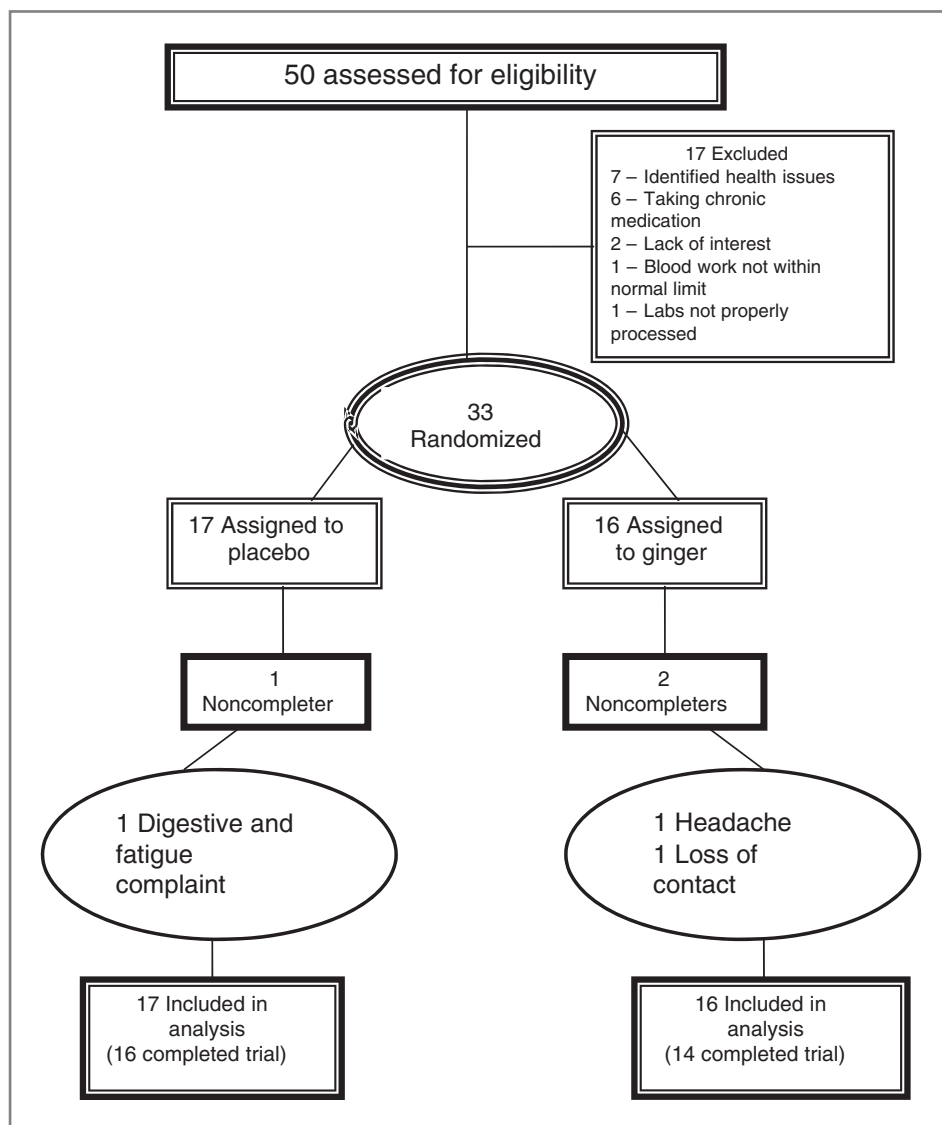 50 assessed for eligibility
17 Excluded
7 – Identified health issues
6 – Taking chronic
medication
2 – Lack of interest
1 – Blood work not within
normal limit
1 – Labs not properly
processed
33
Randomized
17 Assigned to
placebo
16 Assigned
to ginger
1
Noncompleter
2
Noncompleters
1 Digestive and
fatigue
complaint
1 Headache
1 Loss of
contact
17 Included in
analysis
(16 completed trial)
16 Included in
analysis
(14 completed trial)